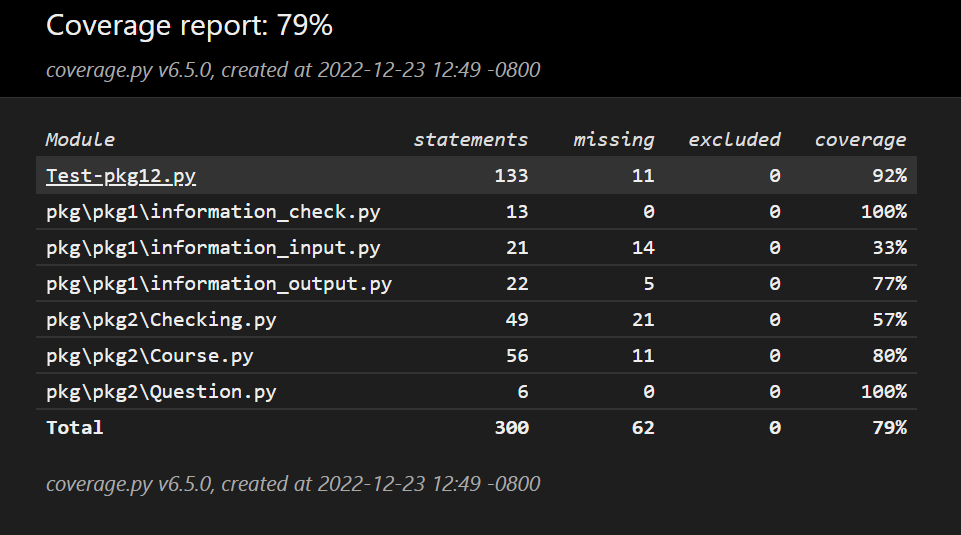 Coverage report: 79%
coverage.py v6.5.0, created at 2022-12-23 12:49 -0800
Module statements missing excluded coverage
Test-pkg12.py 133 11 0 92%
pkg\pkg1\information_check.py 13 0 0 100%
pkg\pkg1\information_input.py 21 14 0 33%
pkg\pkg1\information_output.py 22 5 0 77%
pkg\pkg2\Checking.py 49 21 0 57%
pkg\pkg2\Course.py 56 11 0 80%
pkg\pkg2\Question.py 6 0 0 100%
Total 300 62 0 79%
coverage.py v6.5.0, created at 2022-12-23 12:49 -0800